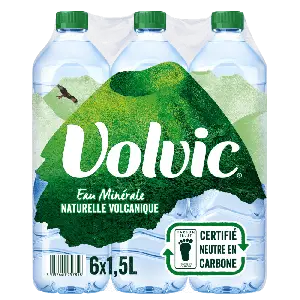 Volvic®
Eau Minérale
NATURELLE VOLCANIQUE
6x1,5L
CERTIFIÉ
NEUTRE EN
CARBONE